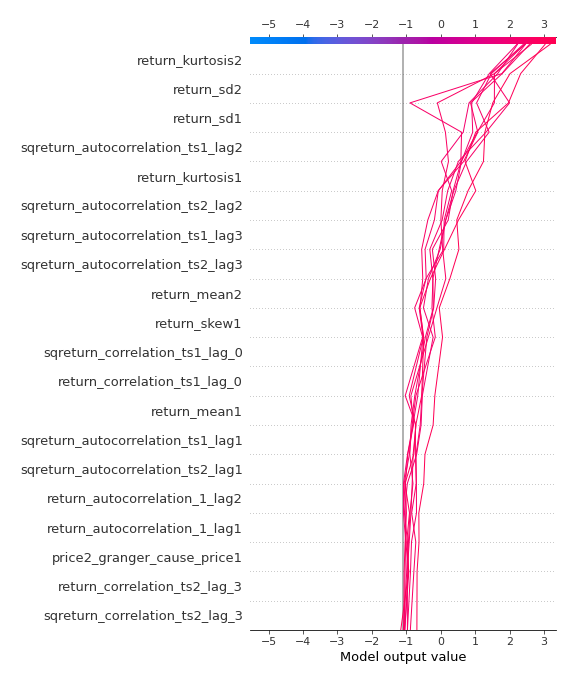 −5 −4 −3 −2 −1 0 1 2 3
return_kurtosis2
return_sd2
return_sd1
sqreturn_autocorrelation_ts1_lag2
return_kurtosis1
sqreturn_autocorrelation_ts2_lag2
sqreturn_autocorrelation_ts1_lag3
sqreturn_autocorrelation_ts2_lag3
return_mean2
return_skew1
sqreturn_correlation_ts1_lag_0
return_correlation_ts1_lag_0
return_mean1
sqreturn_autocorrelation_ts1_lag1
sqreturn_autocorrelation_ts2_lag1
return_autocorrelation_1_lag2
return_autocorrelation_1_lag1
price2_granger_cause_price1
return_correlation_ts2_lag_3
sqreturn_correlation_ts2_lag_3
−5 −4 −3 −2 −1 0 1 2 3
Model output value